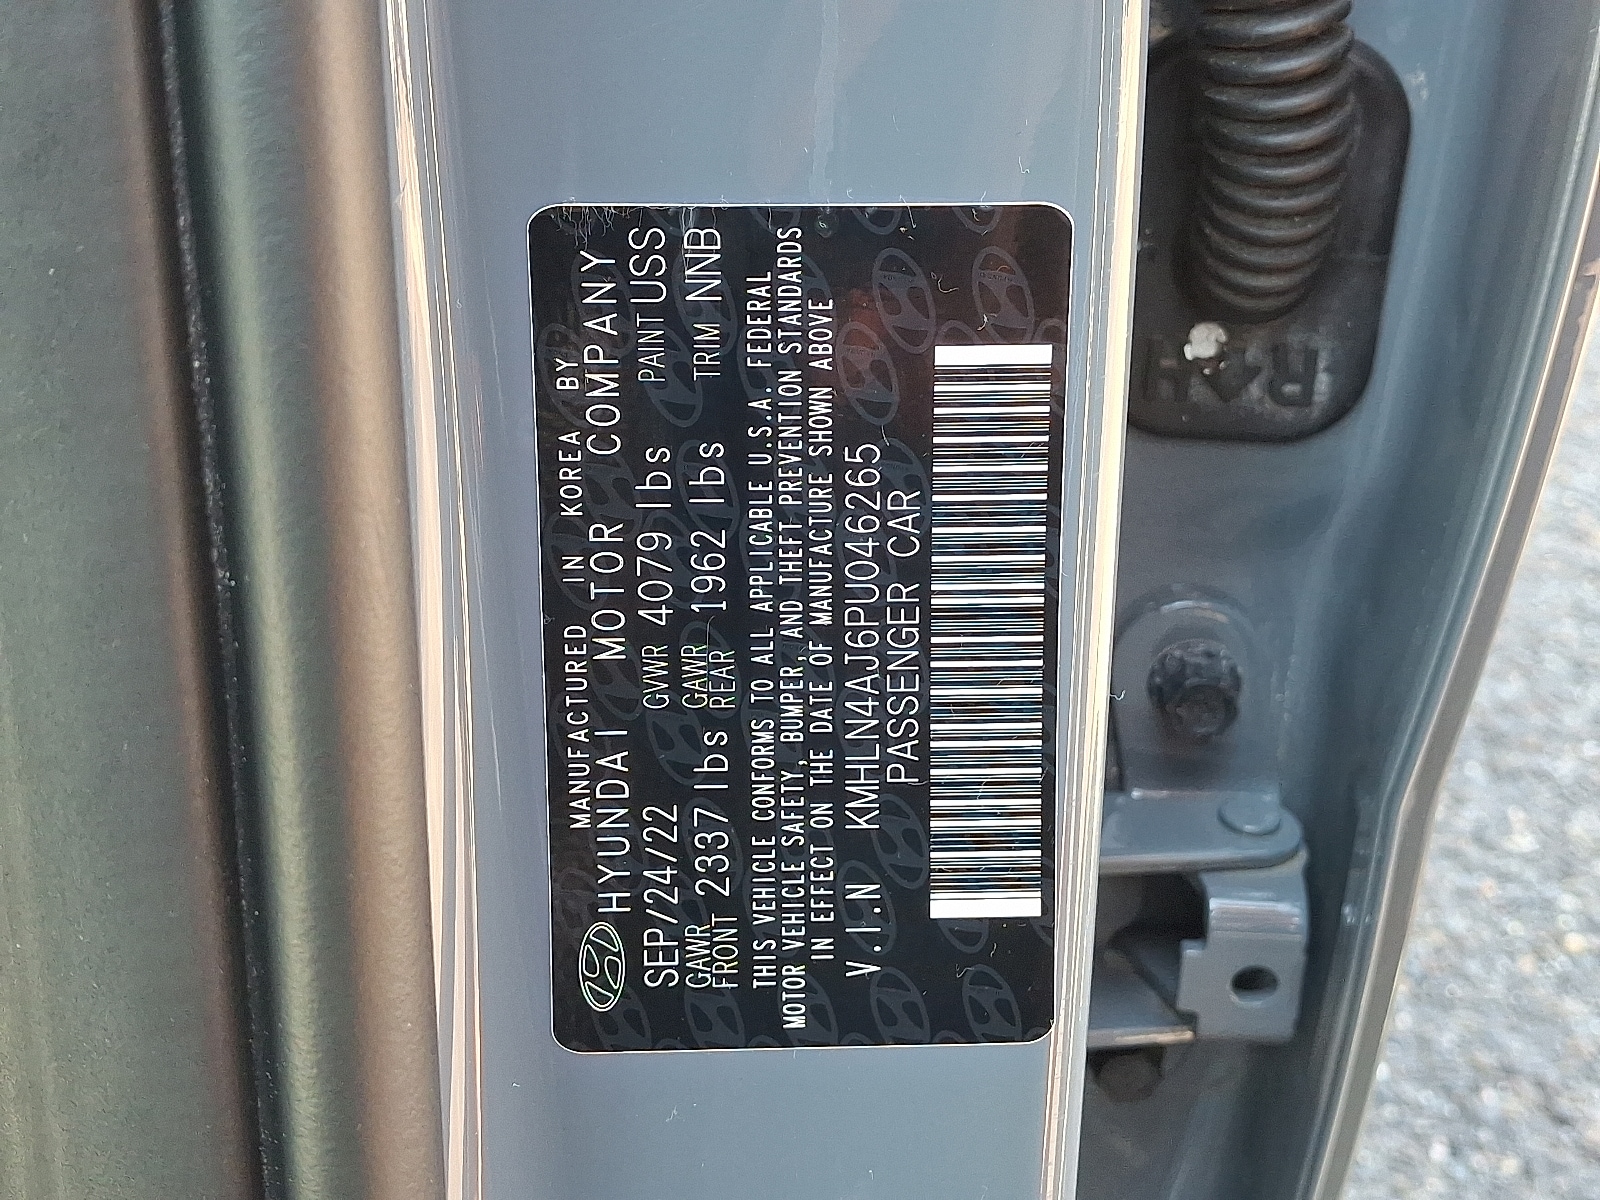 MANUFACTURED IN KOREA BY
HYUNDAI MOTOR COMPANY
SEP/24/22 GVWR 4079 lbs PAINT USS
GAWR FRONT 2337 lbs GAWR REAR 1962 lbs TRIM NNB
THIS VEHICLE CONFORMS TO ALL APPLICABLE U.S.A. FEDERAL
MOTOR VEHICLE SAFETY, BUMPER, AND THEFT PREVENTION STANDARDS
IN EFFECT ON THE DATE OF MANUFACTURE SHOWN ABOVE
V.I.N KMHLN4AJ6PU046265
PASSENGER CAR